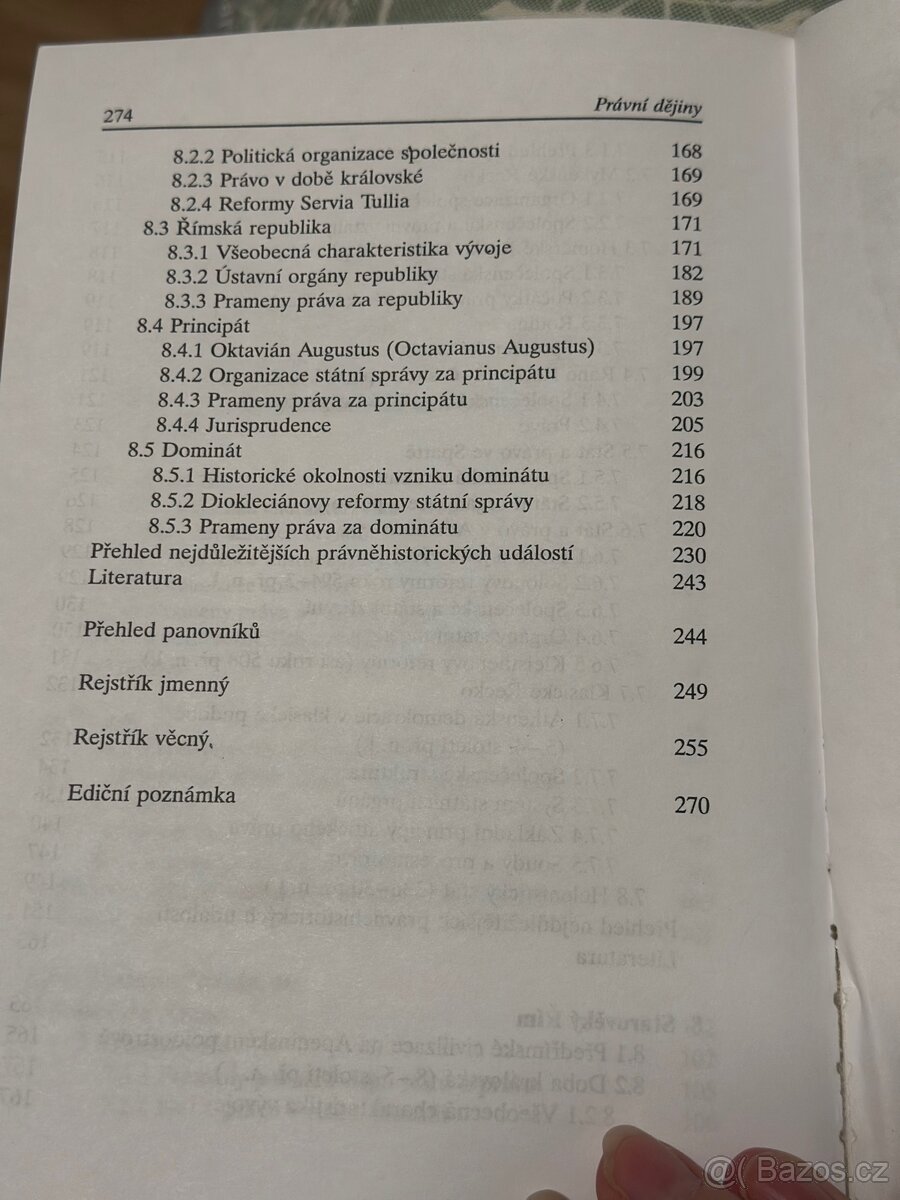 274 Právní dějiny
8.2.2 Politická organizace společnosti 168
8.2.3 Právo v době královské 169
8.2.4 Reformy Servia Tullia 169
8.3 Římská republika 171
8.3.1 Všeobecná charakteristika vývoje 171
8.3.2 Ústavní orgány republiky 182
8.3.3 Prameny práva za republiky 189
8.4 Principát 197
8.4.1 Oktavián Augustus (Octavianus Augustus) 197
8.4.2 Organizace státní správy za principátu 199
8.4.3 Prameny práva za principátu 203
8.4.4 Jurisprudence 205
8.5 Dominát 216
8.5.1 Historické okolnosti vzniku dominátu 216
8.5.2 Diokleciánovy reformy státní správy 218
8.5.3 Prameny práva za dominátu 220
Přehled nejdůležitějších právněhistorických událostí 230
Literatura 243
Přehled panovníků 244
Rejstřík jmenný 249
Rejstřík věcný 255
Ediční poznámka 270
@( Bazos.cz